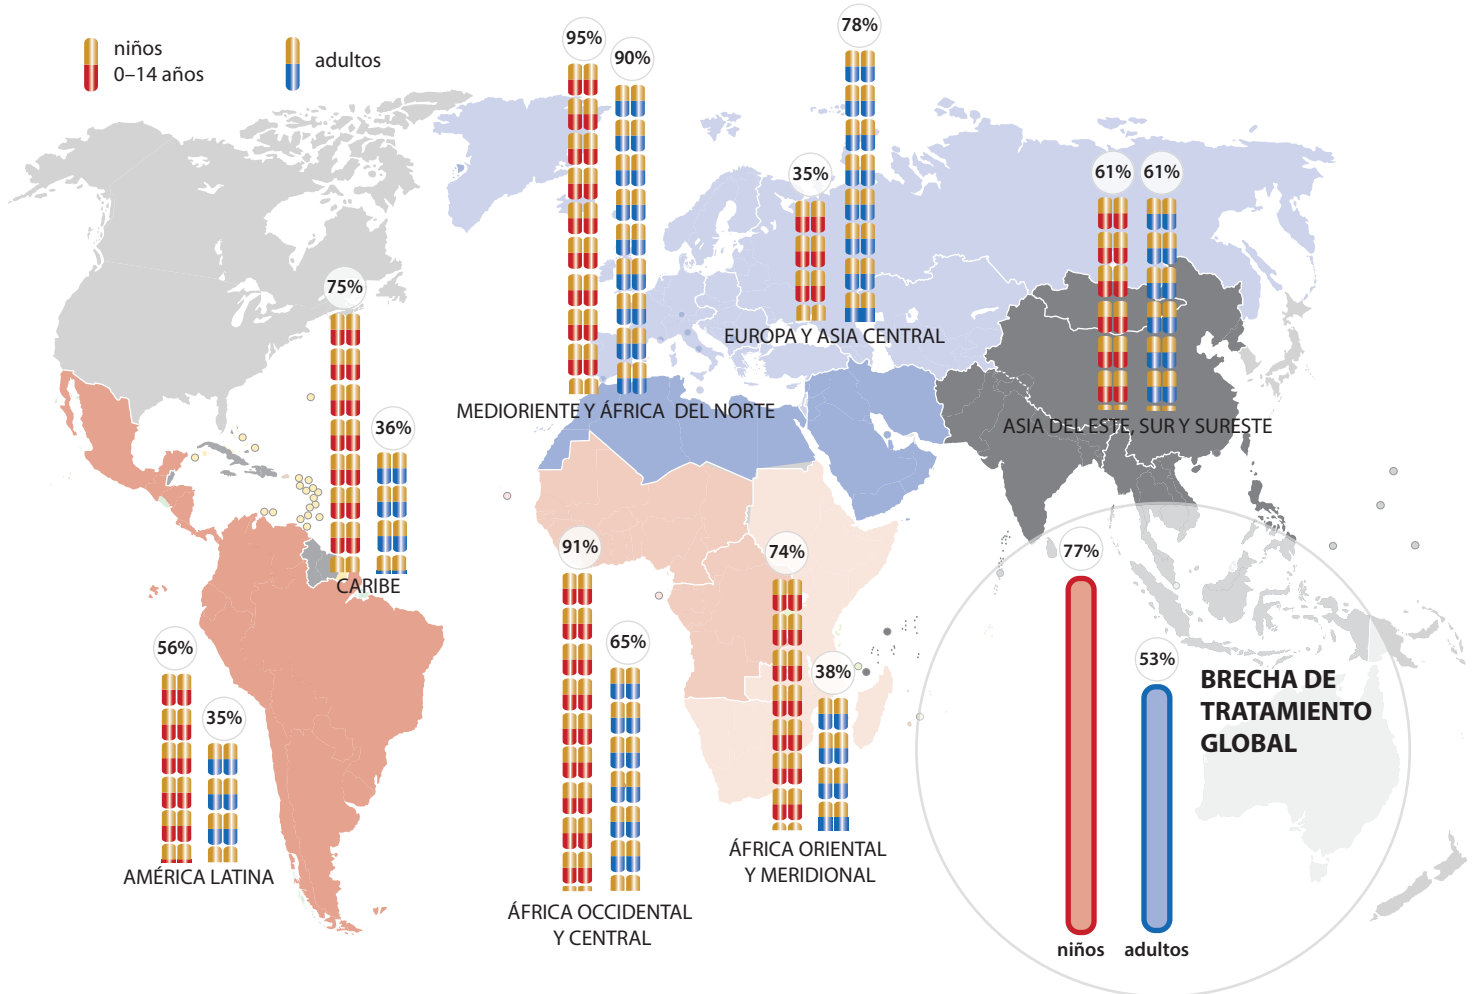 niños
0–14 años
adultos
95%
90%
MEDIORIENTE Y ÁFRICA DEL NORTE
35%
78%
EUROPA Y ASIA CENTRAL
61%
61%
ASIA DEL ESTE, SUR Y SURESTE
75%
36%
CARIBE
56%
35%
AMÉRICA LATINA
91%
65%
ÁFRICA OCCIDENTAL
Y CENTRAL
74%
38%
ÁFRICA ORIENTAL
Y MERIDIONAL
77%
53%
BRECHA DE
TRATAMIENTO
GLOBAL
niños
adultos